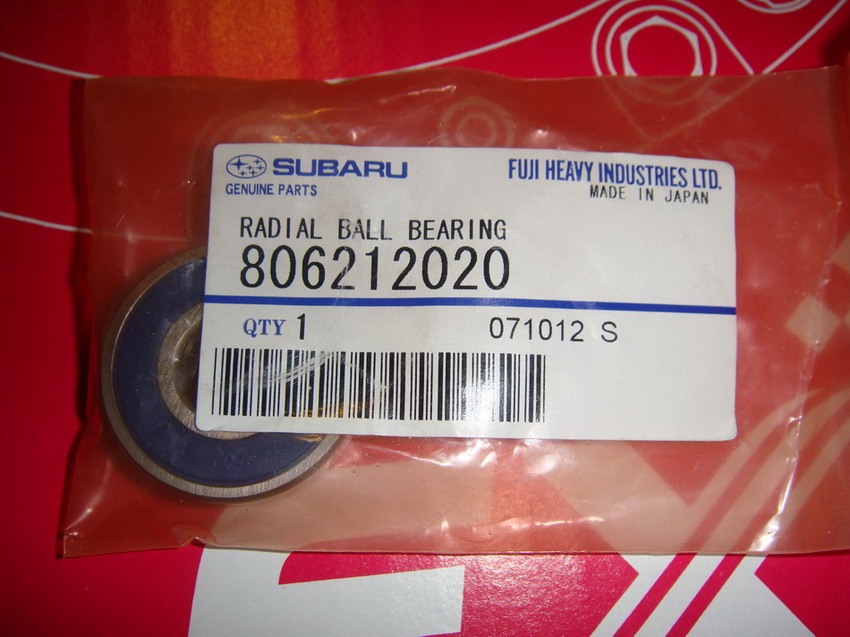 SUBARU
GENUINE PARTS
FUJI HEAVY INDUSTRIES LTD.
MADE IN JAPAN
RADIAL BALL BEARING
806212020
QTY 1
071012 S